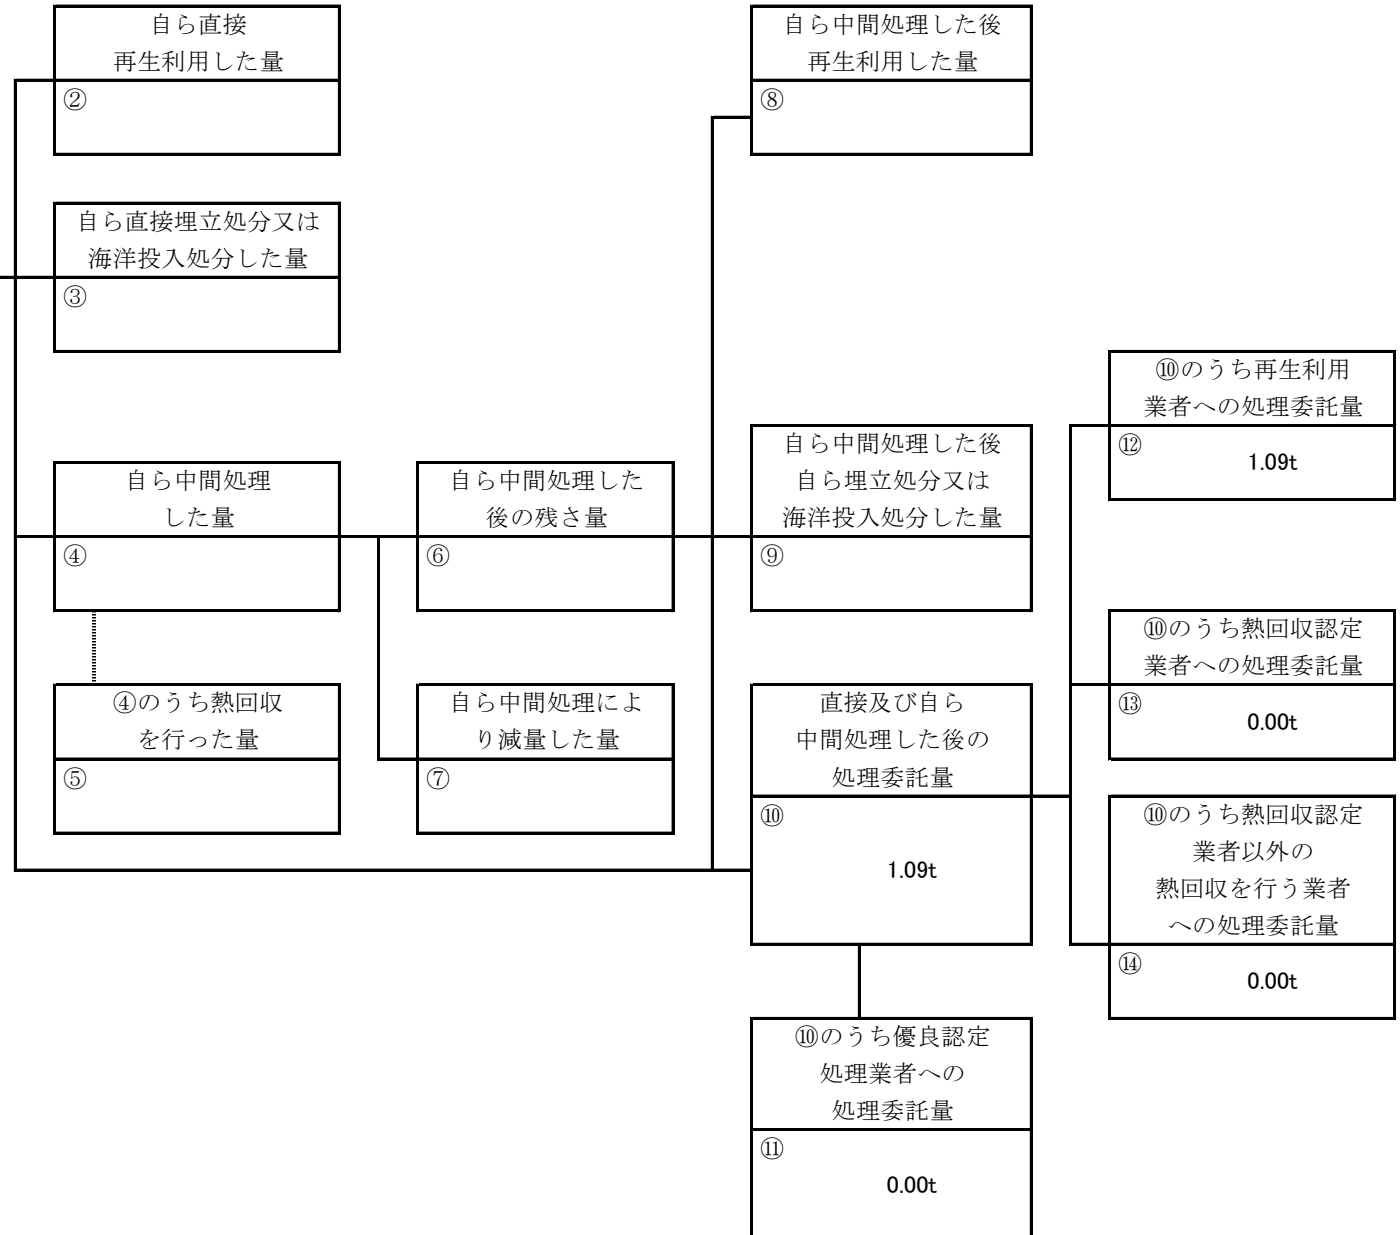 自ら直接
再生利用した量
②
自ら中間処理した後
再生利用した量
⑧
自ら直接埋立処分又は
海洋投入処分した量
③
⑩のうち再生利用
業者への処理委託量
⑫
1.09t
自ら中間処理
した量
④
自ら中間処理した
後の残さ量
⑥
自ら中間処理した後
自ら埋立処分又は
海洋投入処分した量
⑨
⑩のうち熱回収認定
業者への処理委託量
⑬
0.00t
④のうち熱回収
を行った量
⑤
自ら中間処理によ
り減量した量
⑦
直接及び自ら
中間処理した後の
処理委託量
⑩
1.09t
⑩のうち熱回収認定
業者以外の
熱回収を行う業者
への処理委託量
⑭
0.00t
⑩のうち優良認定
処理業者への
処理委託量
⑪
0.00t